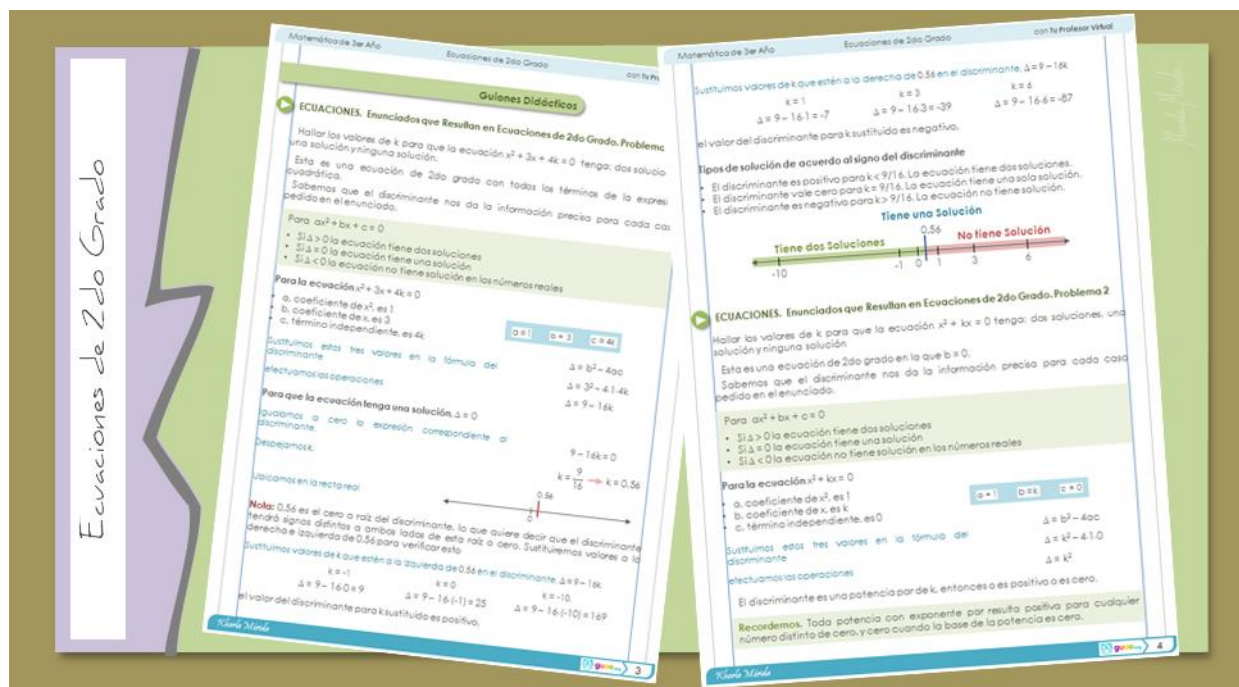 Ecuaciones de 2do Grado
Matemática de 3er Año Ecuaciones de 2do Grado con Tu Pro
Guiones Didácticos
ECUACIONES. Enunciados que Resultan en Ecuaciones de 2do Grado. Problema
Hallar los valores de k para que la ecuación x² + 3x + 4k = 0 tenga: dos solucio
una solución y ninguna solución.
Esta es una ecuación de 2do grado con todos los términos de la expresi
cuadrática.
Sabemos que el discriminante nos da la información precisa para cada cas
pedido en el enunciado.
Para ax² + bx + c = 0
• Si Δ > 0 la ecuación tiene dos soluciones
• Si Δ = 0 la ecuación tiene una solución
• Si Δ < 0 la ecuación no tiene solución en los números reales
Para la ecuación x² + 3x + 4k = 0
• a, coeficiente de x², es 1
• b, coeficiente de x, es 3
• c, término independiente, es 4k
a = 1 b = 3 c = 4k
Sustituimos estos tres valores en la fórmula del
discriminante
Δ = b² – 4ac
efectuamos las operaciones
Δ = 3² – 4·1·4k
Δ = 9 – 16k
Para que la ecuación tenga una solución, Δ = 0
Igualamos a cero la expresión correspondiente al
discriminante.
9 – 16k = 0
Despejamos k.
k = 9/16 → k = 0,56
Ubicamos en la recta real
0,56
0
Nota: 0,56 es el cero o raíz del discriminante, lo que quiere decir que el discriminante
tendrá signos distintos a ambos lados de esta raíz o cero. Sustituiremos valores a la
derecha e izquierda de 0,56 para verificar esto
Sustituimos valores de k que estén a la izquierda de 0,56 en el discriminante, Δ = 9 – 16k
k = -1 k = 0 k = -10,
Δ = 9 – 16·0 = 9 Δ = 9 – 16·(-1) = 25 Δ = 9 – 16·(-10) = 169
el valor del discriminante para k sustituido es positivo.
Kharla Mérida
guao.org 3
Matemática de 3er Año Ecuaciones de 2do Grado con Tu Profesor Virtual
Sustituimos valores de k que estén a la derecha de 0,56 en el discriminante, Δ = 9 – 16k
k = 1 k = 3 k = 6
Δ = 9 – 16·1 = -7 Δ = 9 – 16·3 = -39 Δ = 9 – 16·6 = -87
el valor del discriminante para k sustituido es negativo.
Tipos de solución de acuerdo al signo del discriminante
• El discriminante es positivo para k < 9/16. La ecuación tiene dos soluciones.
• El discriminante vale cero para k = 9/16. La ecuación tiene una sola solución.
• El discriminante es negativo para k > 9/16. La ecuación no tiene solución.
Tiene una Solución
0,56
Tiene dos Soluciones No tiene Solución
-10 -1 0 1 3 6
ECUACIONES. Enunciados que Resultan en Ecuaciones de 2do Grado. Problema 2
Hallar los valores de k para que la ecuación x² + kx = 0 tenga: dos soluciones, una
solución y ninguna solución
Esta es una ecuación de 2do grado en la que b = 0.
Sabemos que el discriminante nos da la información precisa para cada caso
pedido en el enunciado.
Para ax² + bx + c = 0
• Si Δ > 0 la ecuación tiene dos soluciones
• Si Δ = 0 la ecuación tiene una solución
• Si Δ < 0 la ecuación no tiene solución en los números reales
Para la ecuación x² + kx = 0
• a, coeficiente de x², es 1
• b, coeficiente de x, es k
• c, término independiente, es 0
a = 1 b = k c = 0
Sustituimos estos tres valores en la fórmula del
discriminante
Δ = b² – 4ac
Δ = k² – 4·1·0
efectuamos las operaciones
Δ = k²
El discriminante es una potencia par de k, entonces o es positivo o es cero.
Recordemos. Toda potencia con exponente par resulta positiva para cualquier
número distinto de cero, y cero cuando la base de la potencia es cero.
Kharla Mérida
guao.org 4